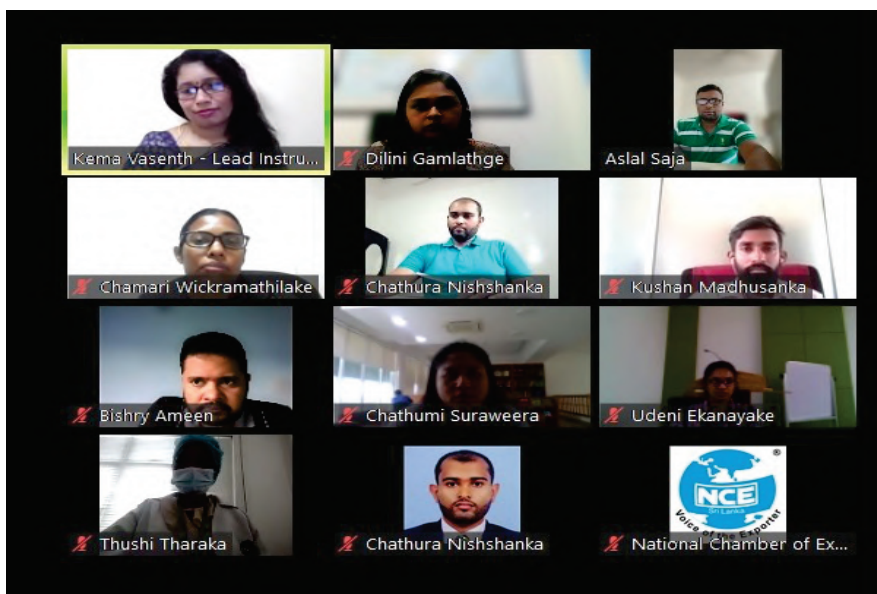 Kema Vasenth - Lead Instru...
Dilini Gamlathge
Aslal Saja
Chamari Wickramathilake
Chathura Nishshanka
Kushan Madhusanka
Bishry Ameen
Chathumi Suraweera
Udeni Ekanayake
Thushi Tharaka
Chathura Nishshanka
®
NCE
Sri Lanka
Voice of the Exporter
National Chamber of Ex...